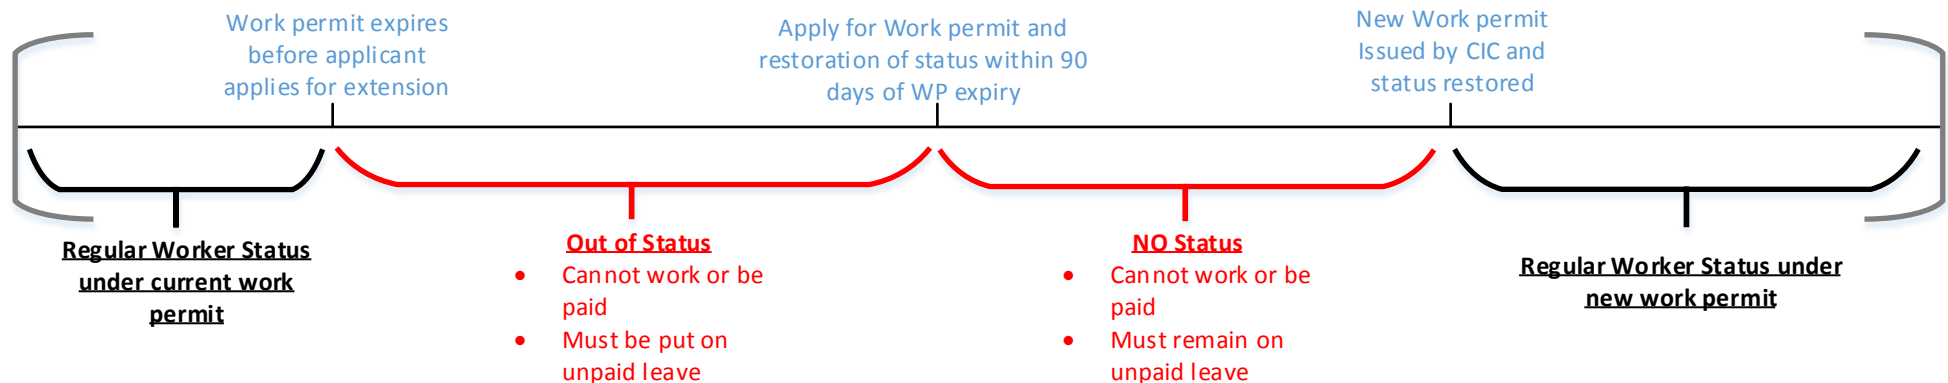 Work permit expires
before applicant
applies for extension
Apply for Work permit and
restoration of status within 90
days of WP expiry
New Work permit
Issued by CIC and
status restored
Regular Worker Status
under current work
permit
Out of Status
• Cannot work or be
paid
• Must be put on
unpaid leave
NO Status
• Cannot work or be
paid
• Must remain on
unpaid leave
Regular Worker Status under
new work permit